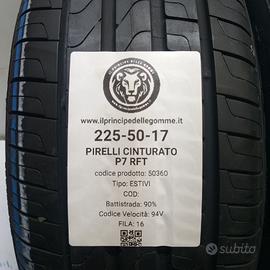 IL PRINCIPE DELLE GOMME
www.ilprincipedellegomme.it
225-50-17
PIRELLI CINTURATO
P7 RFT
codice prodotto: 50360
Tipo: ESTIVI
COD:
Battistrada: 90%
Codice Velocità: 94V
FILA: 16
subito